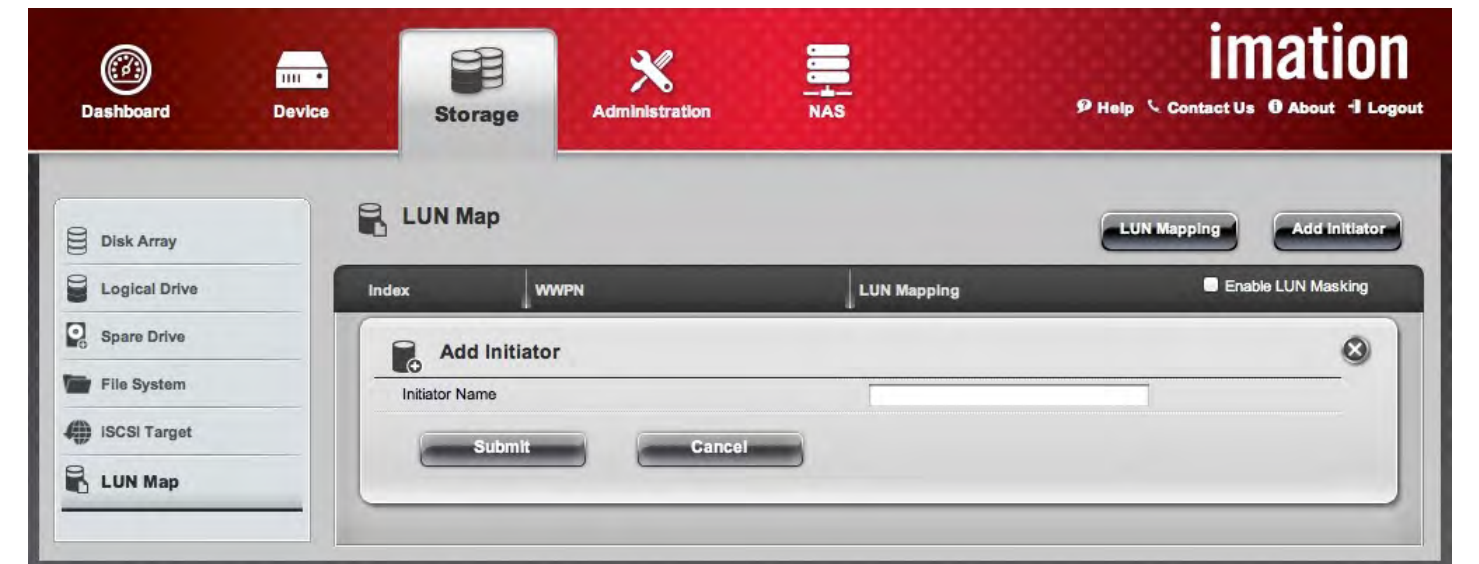 imation
Dashboard Device Storage Administration NAS
Help Contact Us About Logout
LUN Map
LUN Mapping Add Initiator
Disk Array
Logical Drive
Spare Drive
File System
iSCSI Target
LUN Map
Index WWPN LUN Mapping Enable LUN Masking
Add Initiator
Initiator Name
Submit Cancel